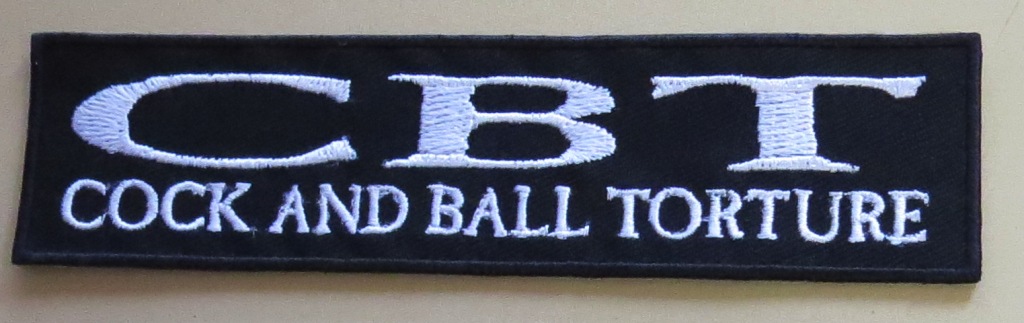 CBT
COCK AND BALL TORTURE